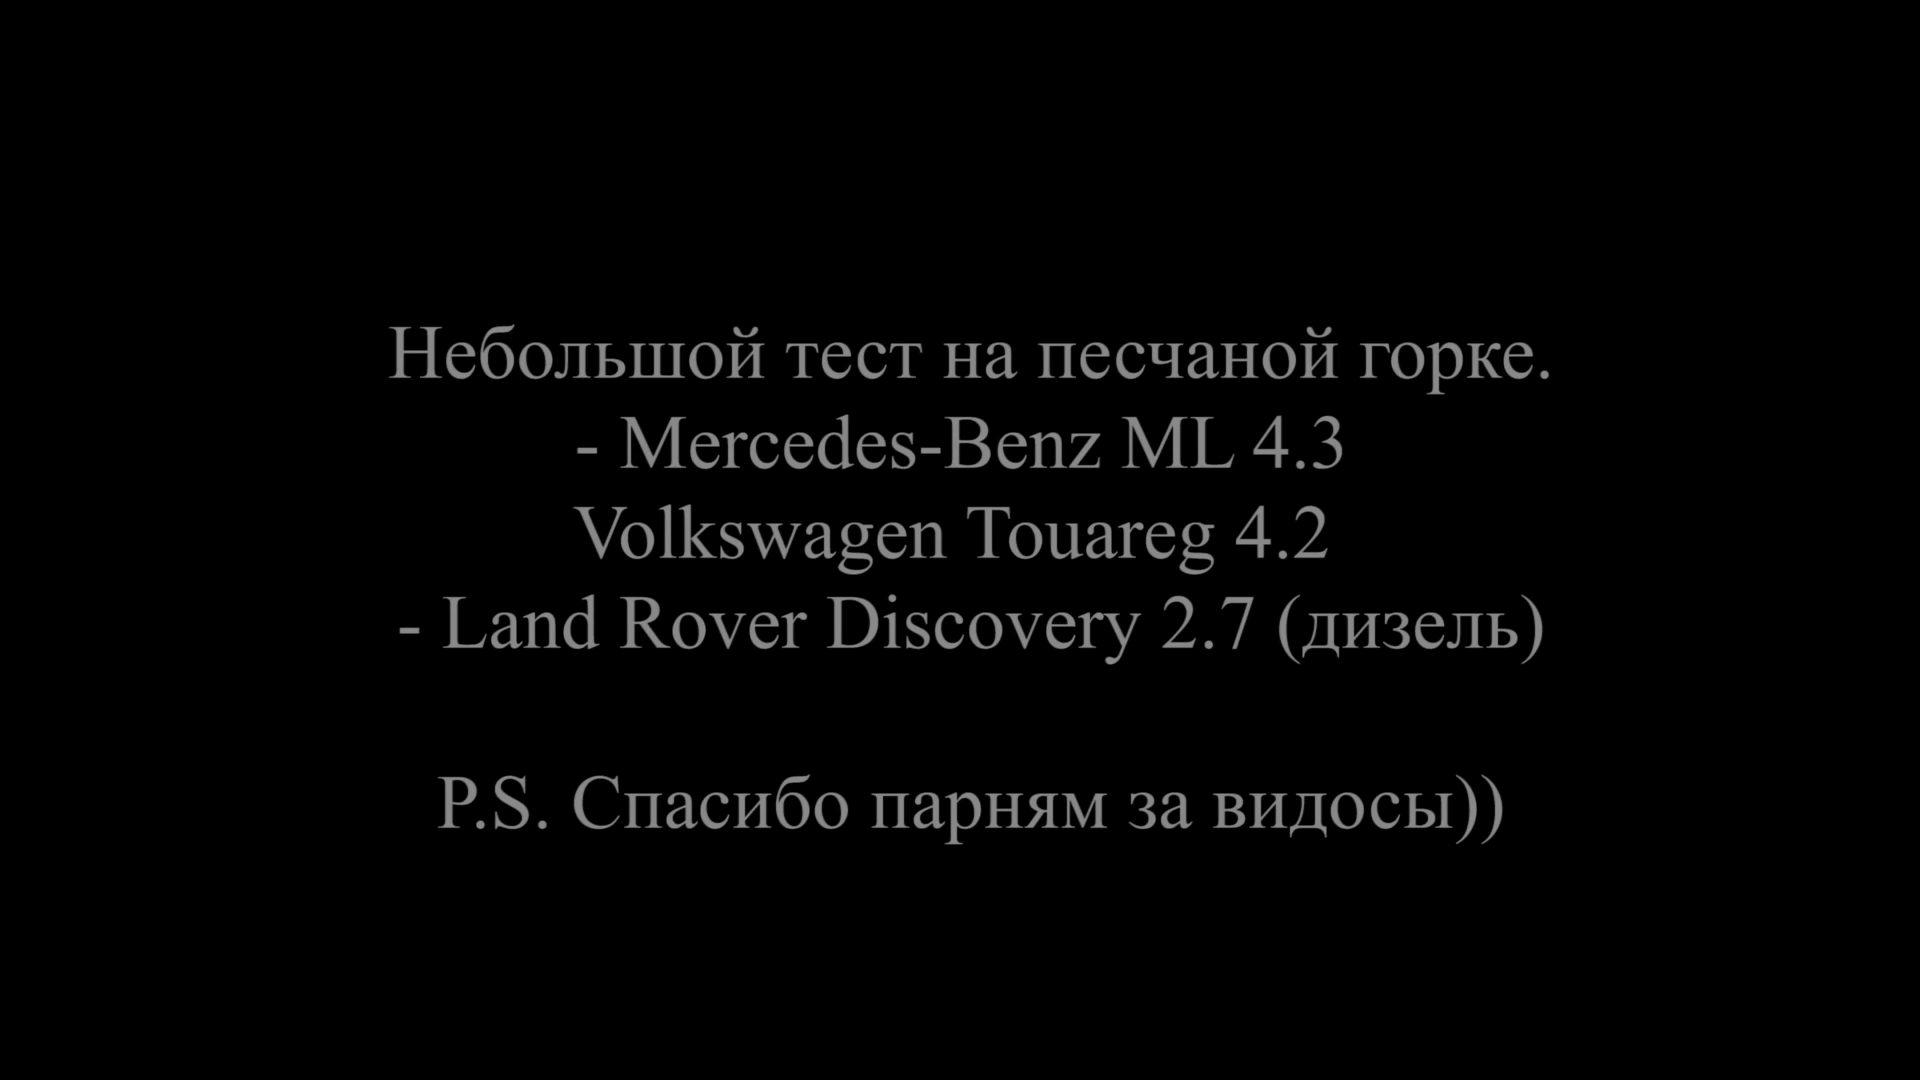 Небольшой тест на песчаной горке.
- Mercedes-Benz ML 4.3
Volkswagen Touareg 4.2
- Land Rover Discovery 2.7 (дизель)
P.S. Спасибо парням за видосы))